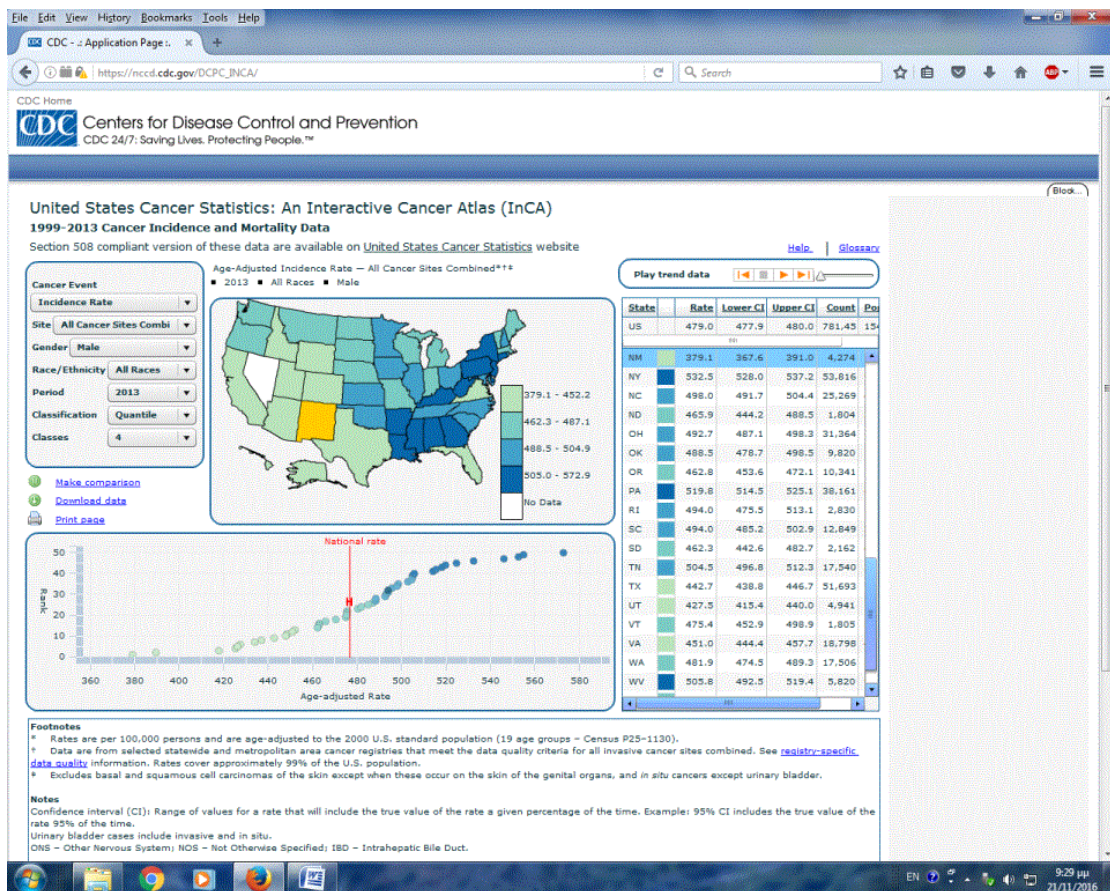 File Edit View History Bookmarks Tools Help
CDC - .: Application Page :. × +
https://nccd.cdc.gov/DCPC_INCA/ Search ABP
CDC Home
CDC Centers for Disease Control and Prevention
CDC 24/7: Saving Lives. Protecting People.™
Block...
United States Cancer Statistics: An Interactive Cancer Atlas (InCA)
1999-2013 Cancer Incidence and Mortality Data
Section 508 compliant version of these data are available on United States Cancer Statistics website
Help | Glossary
Cancer Event
Incidence Rate
Site All Cancer Sites Combi
Gender Male
Race/Ethnicity All Races
Period 2013
Classification Quantile
Classes 4
Make comparison
Download data
Print page
Age-Adjusted Incidence Rate — All Cancer Sites Combined*†‡
▪ 2013 ▪ All Races ▪ Male
379.1 - 452.2
462.3 - 487.1
488.5 - 504.9
505.0 - 572.9
No Data
Play trend data
State Rate Lower CI Upper CI Count Po
US 479.0 477.9 480.0 781,45 154
NM 379.1 367.6 391.0 4,274
NY 532.5 528.0 537.2 53,816
NC 498.0 491.7 504.4 25,269
ND 465.9 444.2 488.5 1,804
OH 492.7 487.1 498.3 31,364
OK 488.5 478.7 498.5 9,820
OR 462.8 453.6 472.1 10,341
PA 519.8 514.5 525.1 38,161
RI 494.0 475.5 513.1 2,830
SC 494.0 485.2 502.9 12,849
SD 462.3 442.6 482.7 2,162
TN 504.5 496.8 512.3 17,540
TX 442.7 438.8 446.7 51,693
UT 427.5 415.4 440.0 4,941
VT 475.4 452.9 498.9 1,805
VA 451.0 444.4 457.7 18,798
WA 481.9 474.5 489.3 17,506
WV 505.8 492.5 519.4 5,820
National rate
H
Rank
50
40
30
20
10
0
360 380 400 420 440 460 480 500 520 540 560 580
Age-adjusted Rate
Footnotes
* Rates are per 100,000 persons and are age-adjusted to the 2000 U.S. standard population (19 age groups – Census P25–1130).
† Data are from selected statewide and metropolitan area cancer registries that meet the data quality criteria for all invasive cancer sites combined. See registry-specific
data quality information. Rates cover approximately 99% of the U.S. population.
‡ Excludes basal and squamous cell carcinomas of the skin except when these occur on the skin of the genital organs, and in situ cancers except urinary bladder.
Notes
Confidence interval (CI): Range of values for a rate that will include the true value of the rate a given percentage of the time. Example: 95% CI includes the true value of the
rate 95% of the time.
Urinary bladder cases include invasive and in situ.
ONS – Other Nervous System; NOS – Not Otherwise Specified; IBD – Intrahepatic Bile Duct.
EN 9:29 μμ
21/11/2016